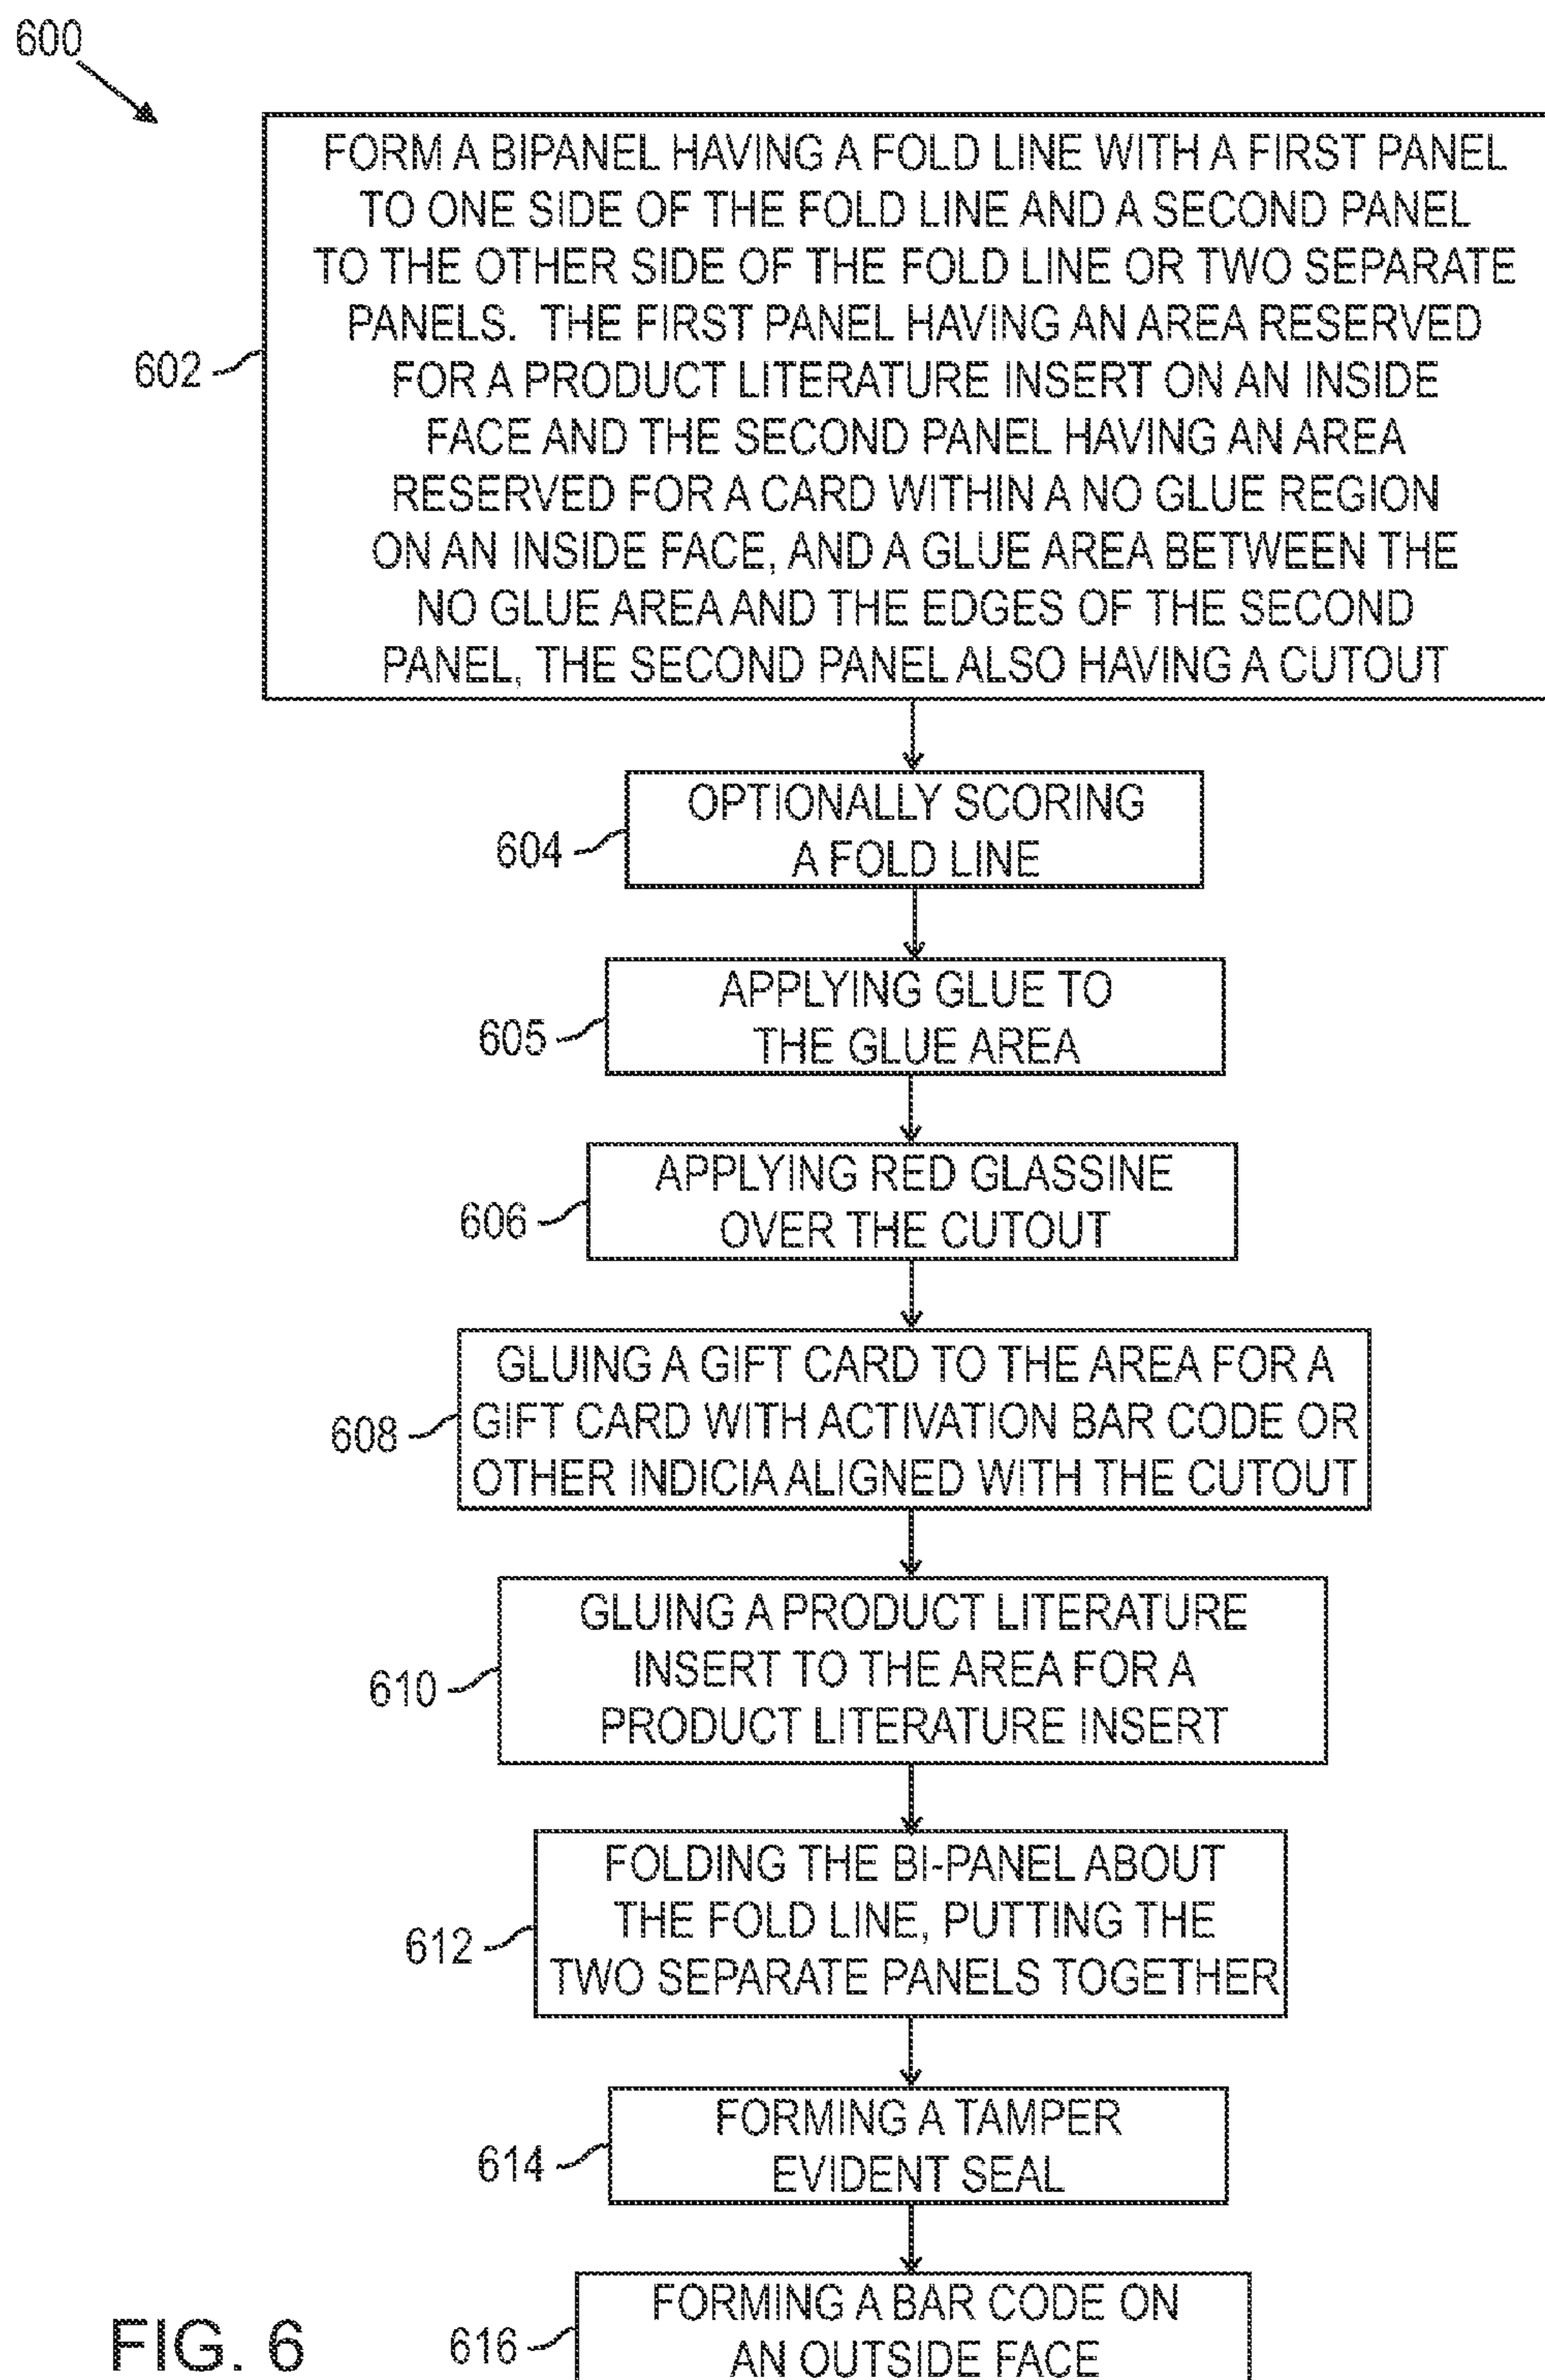 600
FORM A BIPANEL HAVING A FOLD LINE WITH A FIRST PANEL
TO ONE SIDE OF THE FOLD LINE AND A SECOND PANEL
TO THE OTHER SIDE OF THE FOLD LINE OR TWO SEPARATE
PANELS. THE FIRST PANEL HAVING AN AREA RESERVED
FOR A PRODUCT LITERATURE INSERT ON AN INSIDE
FACE AND THE SECOND PANEL HAVING AN AREA
RESERVED FOR A CARD WITHIN A NO GLUE REGION
ON AN INSIDE FACE, AND A GLUE AREA BETWEEN THE
NO GLUE AREA AND THE EDGES OF THE SECOND
PANEL, THE SECOND PANEL ALSO HAVING A CUTOUT
602
OPTIONALLY SCORING
A FOLD LINE
604
APPLYING GLUE TO
THE GLUE AREA
605
APPLYING RED GLASSINE
OVER THE CUTOUT
606
GLUING A GIFT CARD TO THE AREA FOR A
GIFT CARD WITH ACTIVATION BAR CODE OR
OTHER INDICIA ALIGNED WITH THE CUTOUT
608
GLUING A PRODUCT LITERATURE
INSERT TO THE AREA FOR A
PRODUCT LITERATURE INSERT
610
FOLDING THE BI-PANEL ABOUT
THE FOLD LINE, PUTTING THE
TWO SEPARATE PANELS TOGETHER
612
FORMING A TAMPER
EVIDENT SEAL
614
FORMING A BAR CODE ON
AN OUTSIDE FACE
616
FIG. 6